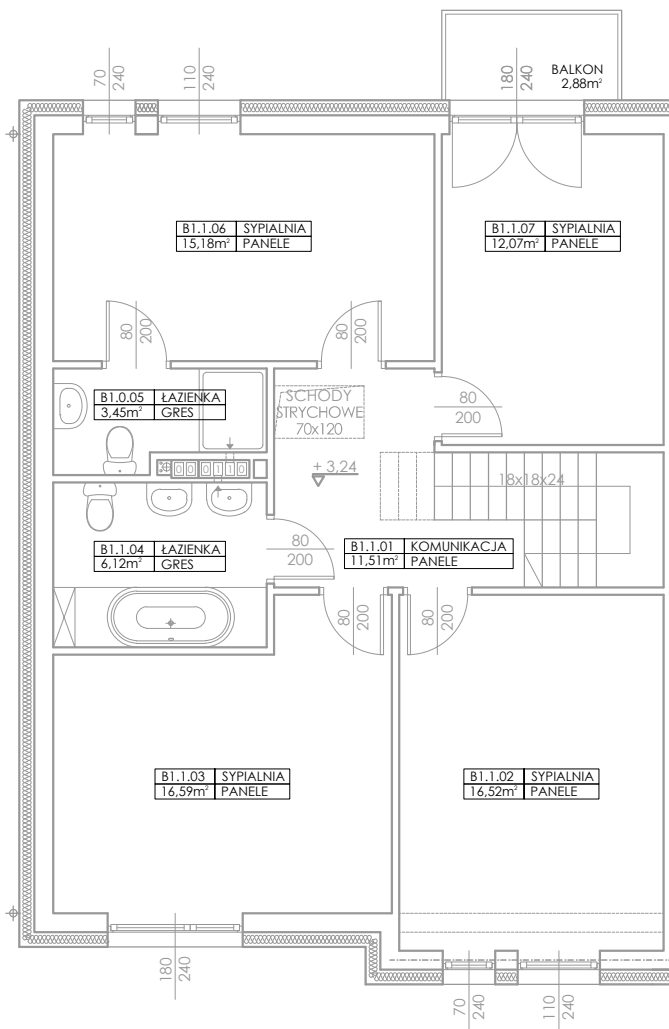 BALKON
2,88m²
70
240
110
240
180
240
B1.1.06 SYPIALNIA
15,18m² PANELE
B1.1.07 SYPIALNIA
12,07m² PANELE
80
200
80
200
B1.0.05 ŁAZIENKA
3,45m² GRES
SCHODY
STRYCHOWE
70x120
80
200
+ 3,24
18x18x24
B1.1.04 ŁAZIENKA
6,12m² GRES
80
200
B1.1.01 KOMUNIKACJA
11,51m² PANELE
80
200
80
200
B1.1.03 SYPIALNIA
16,59m² PANELE
B1.1.02 SYPIALNIA
16,52m² PANELE
180
240
70
240
110
240